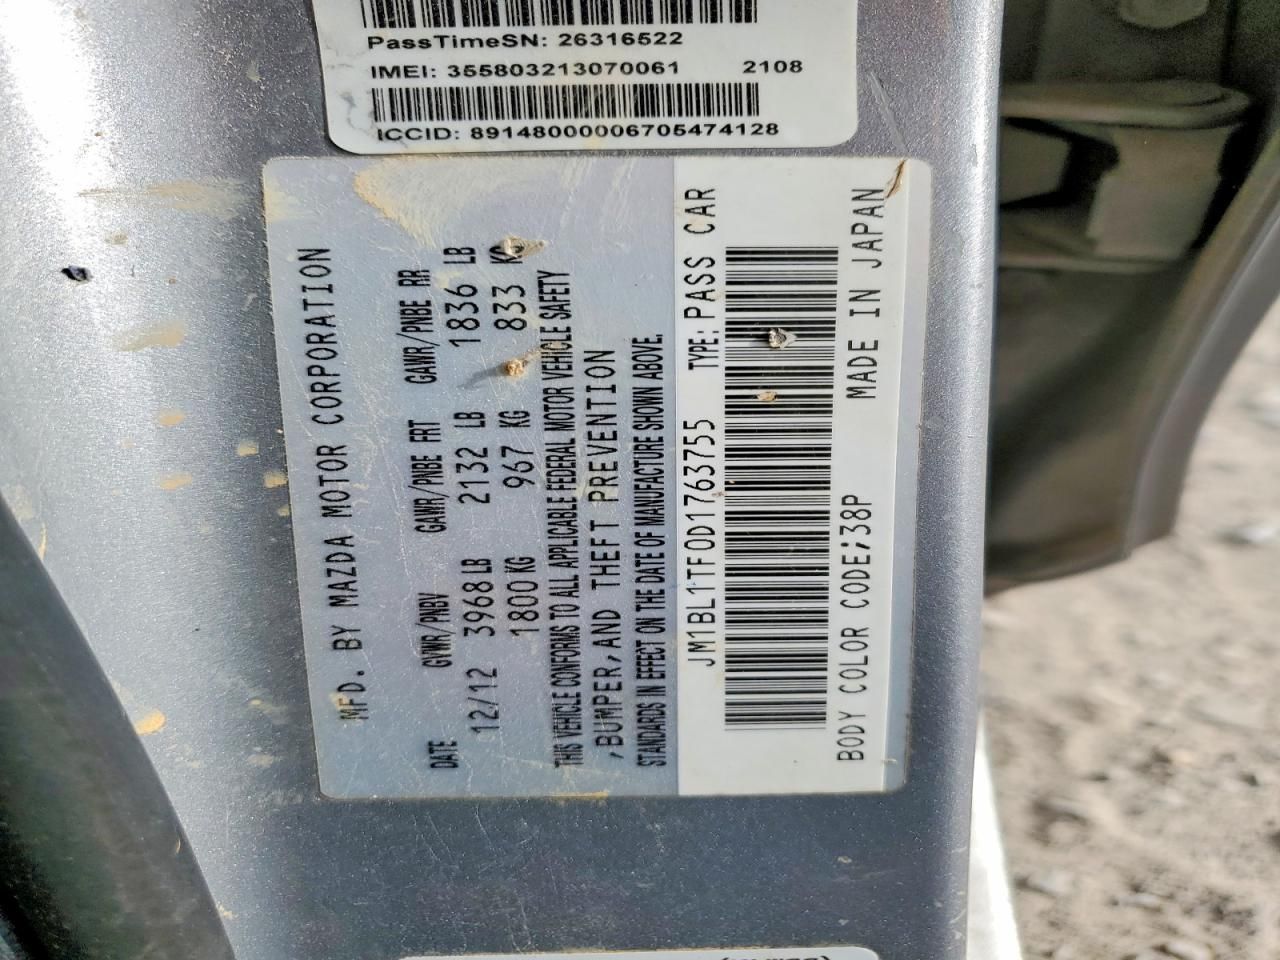 PassTimeSN: 26316522
IMEI: 355803213070061 2108
ICCID: 89148000006705474128
MFD. BY MAZDA MOTOR CORPORATION
DATE GVWR/PNBV GAWR/PNBE FRT GAWR/PNBE RR
12/12 3968 LB 2132 LB 1836 LB
1800 KG 967 KG 833 KG
THIS VEHICLE CONFORMS TO ALL APPLICABLE FEDERAL MOTOR VEHICLE SAFETY
,BUMPER,AND THEFT PREVENTION
STANDARDS IN EFFECT ON THE DATE OF MANUFACTURE SHOWN ABOVE.
JM1BL1TF0D1763755 TYPE:PASS CAR
BODY COLOR CODE;38P MADE IN JAPAN